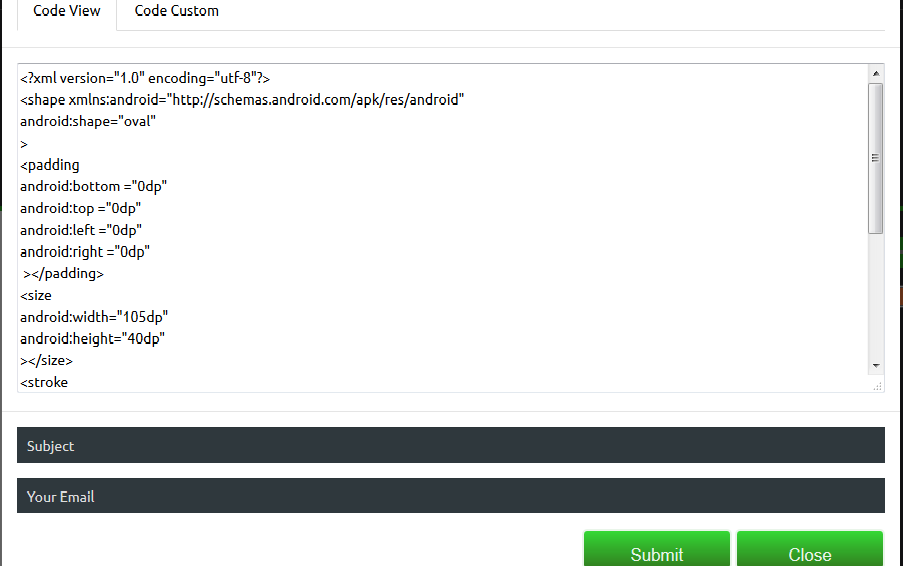 Code View
Code Custom
<?xml version="1.0" encoding="utf-8"?>
<shape xmlns:android="http://schemas.android.com/apk/res/android"
android:shape="oval"
>
<padding
android:bottom ="0dp"
android:top ="0dp"
android:left ="0dp"
android:right ="0dp"
 ></padding>
<size
android:width="105dp"
android:height="40dp"
></size>
<stroke
Subject
Your Email
Submit
Close